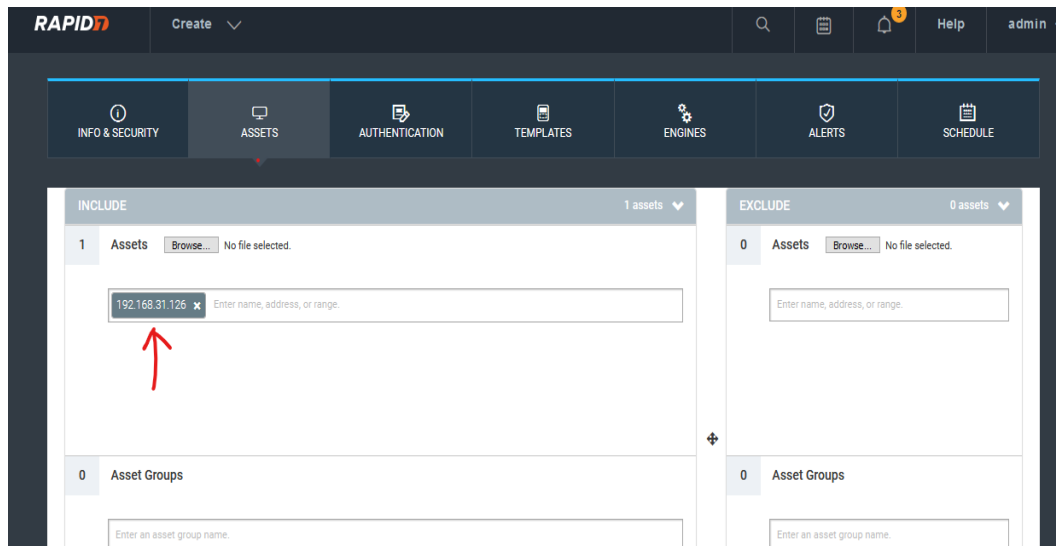 RAPID7 Create 3 Help admin
INFO & SECURITY ASSETS AUTHENTICATION TEMPLATES ENGINES ALERTS SCHEDULE
INCLUDE 1 assets
1 Assets Browse... No file selected.
192.168.31.126 x Enter name, address, or range.
0 Asset Groups
Enter an asset group name.
EXCLUDE 0 assets
0 Assets Browse... No file selected.
Enter name, address, or range.
0 Asset Groups
Enter an asset group name.